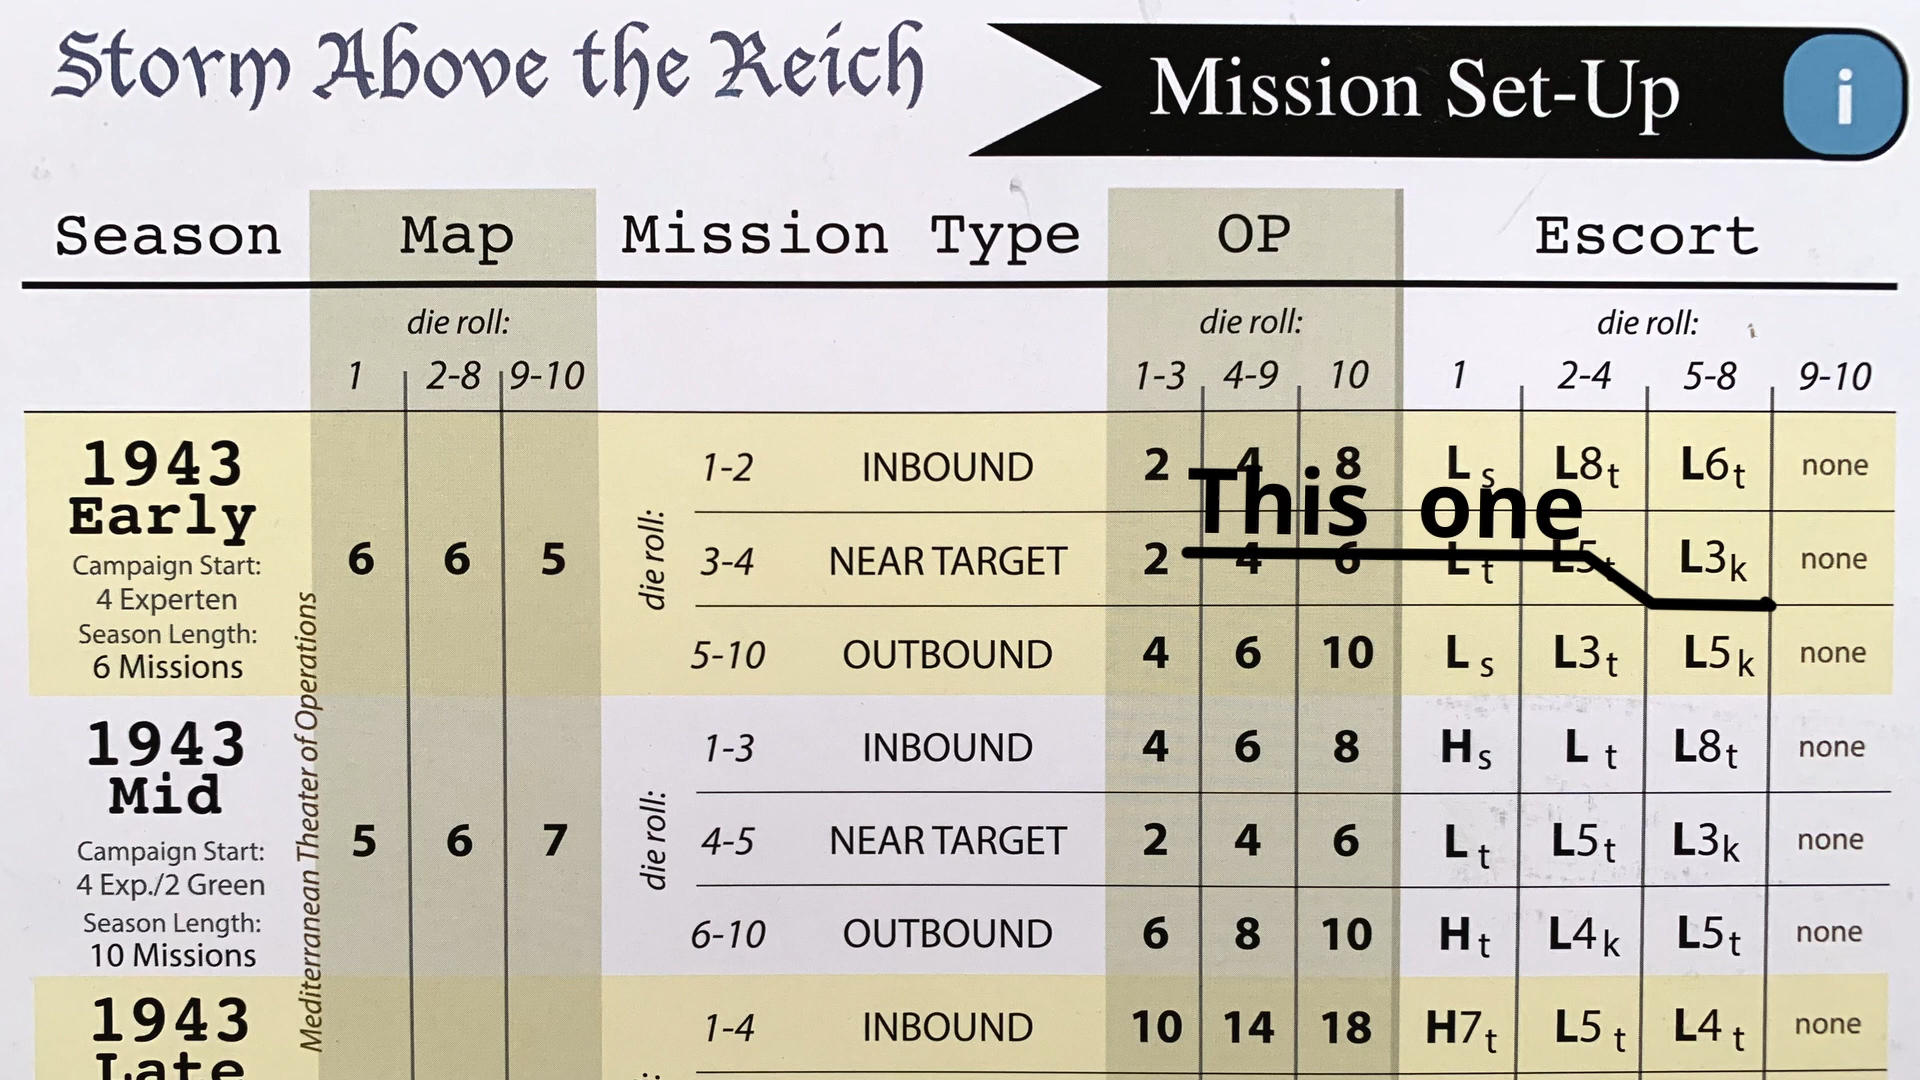 Storm Above the Reich
Mission Set-Up
i
Season Map Mission Type OP Escort
die roll: die roll: die roll:
1 2-8 9-10 1-3 4-9 10 1 2-4 5-8 9-10
1943
Early
Campaign Start:
4 Experten
Season Length:
6 Missions
Mediterranean Theater of Operations
6 6 5
die roll:
1-2 INBOUND 2 4 8 L s L8t L6t none
This one
3-4 NEAR TARGET 2 4 6 L t L5t L3k none
5-10 OUTBOUND 4 6 10 L s L3t L5k none
1943
Mid
Campaign Start:
4 Exp./2 Green
Season Length:
10 Missions
5 6 7
die roll:
1-3 INBOUND 4 6 8 Hs L t L8t none
4-5 NEAR TARGET 2 4 6 L t L5t L3k none
6-10 OUTBOUND 6 8 10 H t L4k L5t none
1943
Late
1-4 INBOUND 10 14 18 H7t L5 t L4 t none